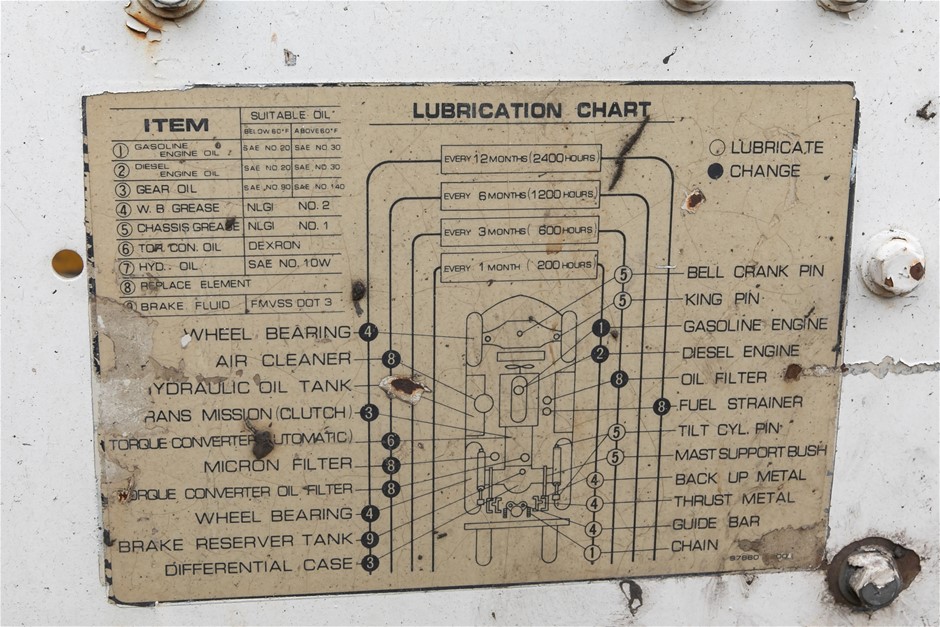 LUBRICATION CHART
ITEM SUITABLE OIL
BELOW 60°F ABOVE 60°F
① GASOLINE ENGINE OIL SAE NO. 20 SAE NO. 30
② DIESEL ENGINE OIL SAE NO. 20 SAE NO. 30
③ GEAR OIL SAE NO. 90 SAE NO. 140
④ W. B GREASE NLGI NO. 2
⑤ CHASSIS GREASE NLGI NO. 1
⑥ TOR. CON. OIL DEXRON
⑦ HYD. OIL SAE NO. 10W
⑧ REPLACE ELEMENT
BRAKE FLUID FMVSS DOT 3
○ LUBRICATE
● CHANGE
EVERY 12 MONTHS (2400 HOURS)
EVERY 6 MONTHS (1200 HOURS)
EVERY 3 MONTHS ( 600 HOURS)
EVERY 1 MONTH ( 200 HOURS)
WHEEL BEARING 4
AIR CLEANER 8
YDRAULIC OIL TANK
RANS MISSION (CLUTCH) 3
TORQUE CONVERTER (AUTOMATIC) 6
MICRON FILTER 8
TORQUE CONVERTER OIL FILTER 8
WHEEL BEARING 4
BRAKE RESERVER TANK 9
DIFFERENTIAL CASE 3
5 BELL CRANK PIN
5 KING PIN
1 GASOLINE ENGINE
2 DIESEL ENGINE
8 OIL FILTER
8 FUEL STRAINER
5 TILT CYL. PIN
5 MAST SUPPORT BUSH
4 BACK UP METAL
4 THRUST METAL
4 GUIDE BAR
1 CHAIN